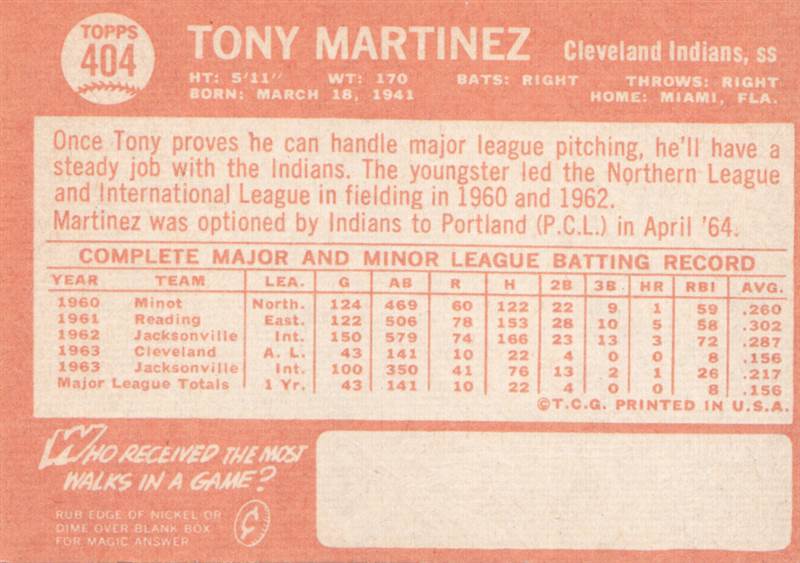 TOPPS
404
TONY MARTINEZ Cleveland Indians, ss
HT: 5'11" WT: 170 BATS: RIGHT THROWS: RIGHT
BORN: MARCH 18, 1941 HOME: MIAMI, FLA.
Once Tony proves he can handle major league pitching, he'll have a
steady job with the Indians. The youngster led the Northern League
and International League in fielding in 1960 and 1962.
Martinez was optioned by Indians to Portland (P.C.L.) in April '64.
COMPLETE MAJOR AND MINOR LEAGUE BATTING RECORD
YEAR TEAM LEA. G AB R H 2B 3B HR RBI AVG.
1960 Minot North. 124 469 60 122 22 9 1 59 .260
1961 Reading East. 122 506 78 153 28 10 5 58 .302
1962 Jacksonville Int. 150 579 74 166 23 13 3 72 .287
1963 Cleveland A. L. 43 141 10 22 4 0 0 8 .156
1963 Jacksonville Int. 100 350 41 76 13 2 1 26 .217
Major League Totals 1 Yr. 43 141 10 22 4 0 0 8 .156
©T.C.G. PRINTED IN U.S.A.
WHO RECEIVED THE MOST
WALKS IN A GAME?
RUB EDGE OF NICKEL OR
DIME OVER BLANK BOX
FOR MAGIC ANSWER
¢